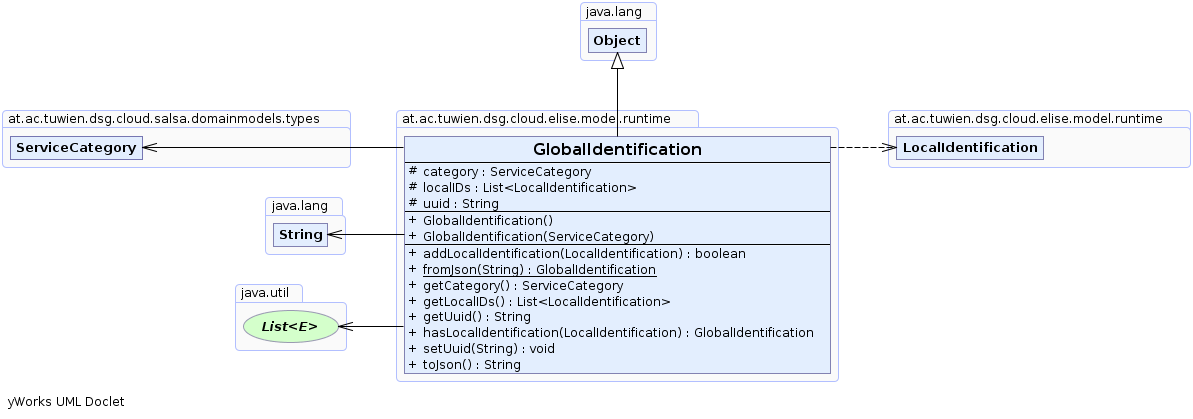 java.lang
Object
at.ac.tuwien.dsg.cloud.salsa.domainmodels.types
ServiceCategory
at.ac.tuwien.dsg.cloud.elise.model.runtime
GlobalIdentification
# category : ServiceCategory
# localIDs : List<LocalIdentification>
# uuid : String
+ GlobalIdentification()
+ GlobalIdentification(ServiceCategory)
+ addLocalIdentification(LocalIdentification) : boolean
+ fromJson(String) : GlobalIdentification
+ getCategory() : ServiceCategory
+ getLocalIDs() : List<LocalIdentification>
+ getUuid() : String
+ hasLocalIdentification(LocalIdentification) : GlobalIdentification
+ setUuid(String) : void
+ toJson() : String
at.ac.tuwien.dsg.cloud.elise.model.runtime
LocalIdentification
java.lang
String
java.util
List<E>
yWorks UML Doclet